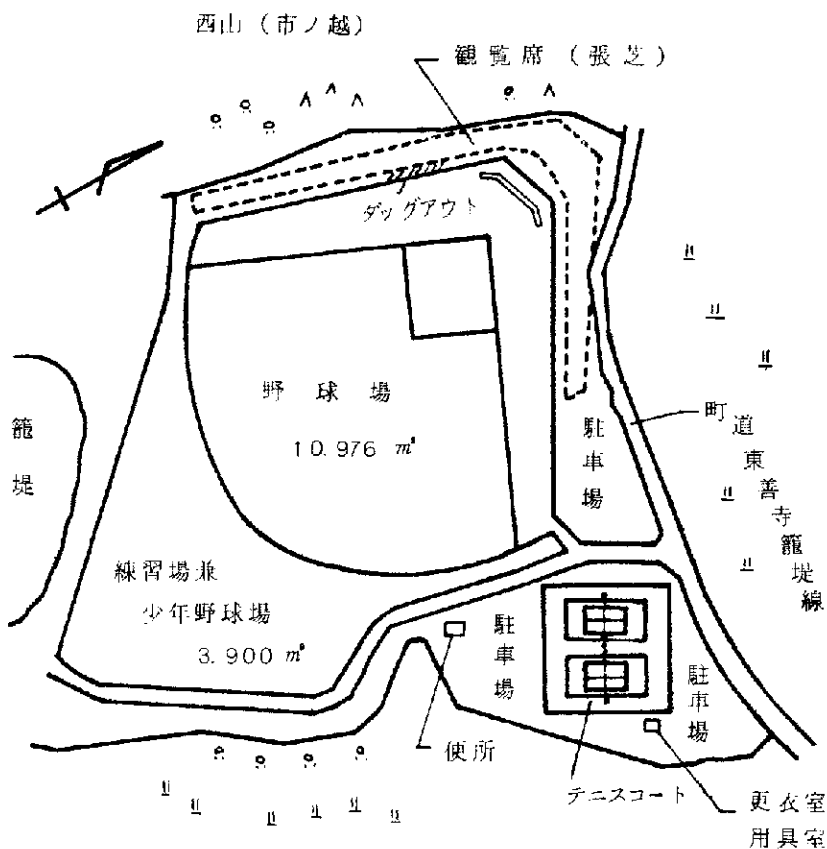 西山（市ノ越）
観覧席（張芝）
ダッグアウト
野球場
10.976 m²
籠堤
駐車場
町道東善寺籠堤線
練習場兼
少年野球場
3.900 m²
駐車場
駐車場
便所
テニスコート
更衣室
用具室